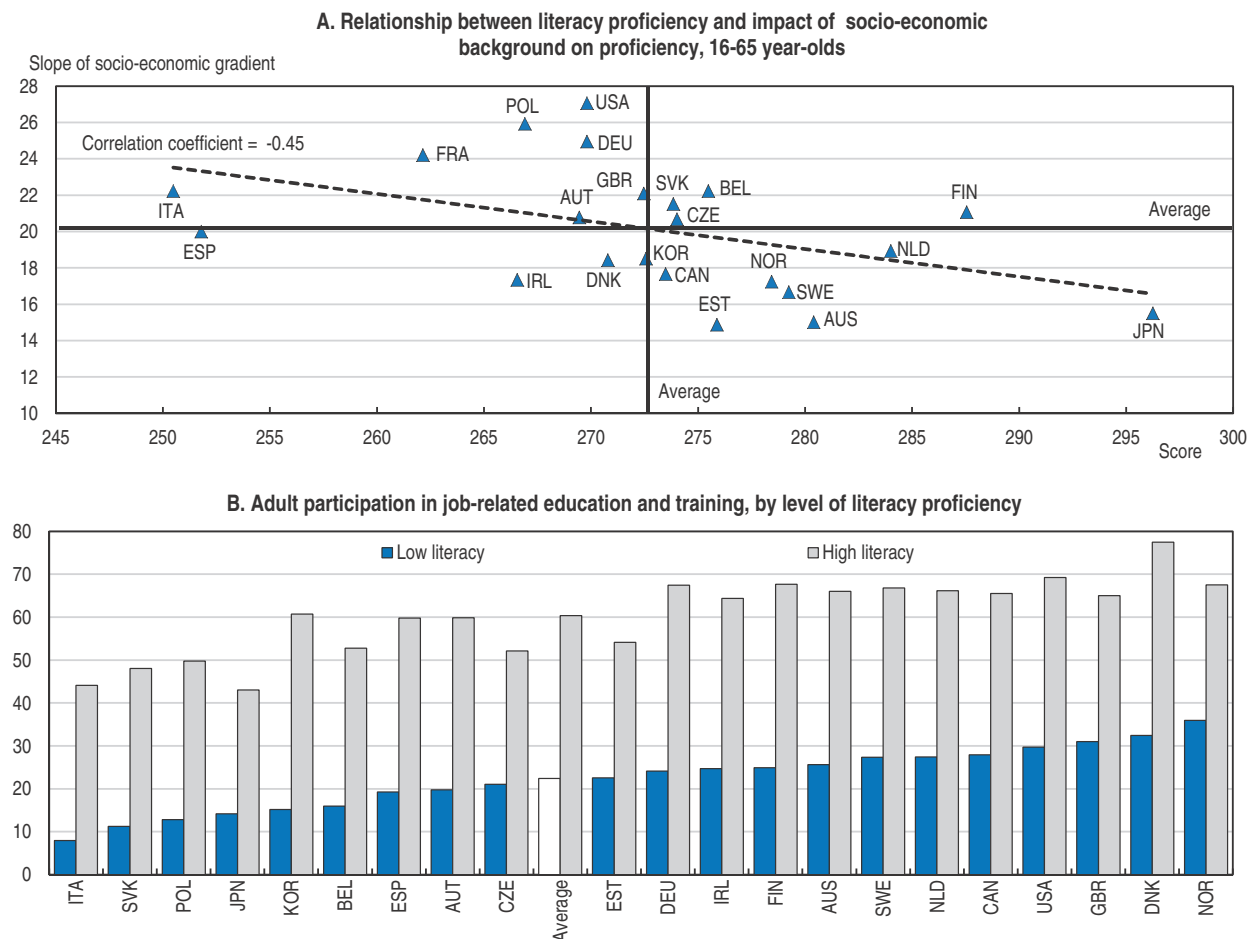 A. Relationship between literacy proficiency and impact of socio-economic
background on proficiency, 16-65 year-olds
Slope of socio-economic gradient
28
26
24
22
20
18
16
14
12
10
Correlation coefficient = -0.45
USA
POL
DEU
FRA
GBR
SVK
BEL
FIN
ITA
AUT
CZE
Average
ESP
KOR
NLD
IRL
DNK
CAN
NOR
SWE
EST
AUS
JPN
Average
245 250 255 260 265 270 275 280 285 290 295 300
Score
B. Adult participation in job-related education and training, by level of literacy proficiency
80
70
60
50
40
30
20
10
0
Low literacy
High literacy
ITA
SVK
POL
JPN
KOR
BEL
ESP
AUT
CZE
Average
EST
DEU
IRL
FIN
AUS
SWE
NLD
CAN
USA
GBR
DNK
NOR